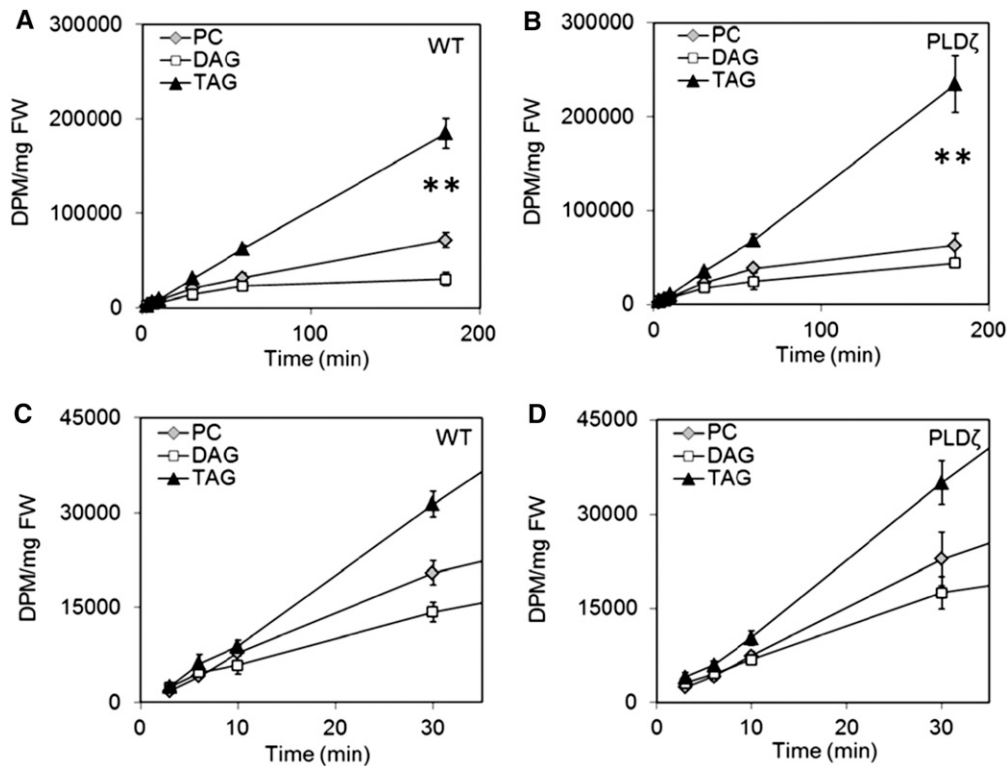 A
300000
200000
100000
0
DPM/mg FW
PC
DAG
TAG
WT
**
100
200
Time (min)
B
300000
200000
100000
0
DPM/mg FW
PC
DAG
TAG
PLDζ
**
0
100
200
Time (min)
C
45000
30000
15000
0
DPM/mg FW
PC
DAG
TAG
WT
0
10
30
Time (min)
D
45000
30000
15000
0
DPM/mg FW
PC
DAG
TAG
PLDζ
0
10
30
Time (min)